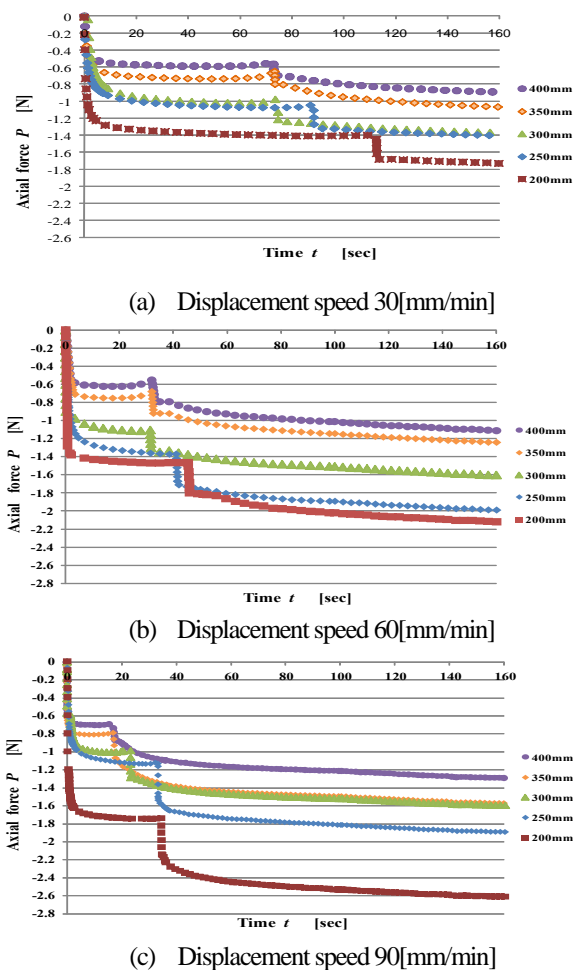 0
-0.2
-0.4
-0.6
-0.8
-1
-1.2
-1.4
-1.6
-1.8
-2
-2.2
-2.4
-2.6
0 20 40 60 80 100 120 140 160
Axial force P [N]
Time t [sec]
400mm
350mm
300mm
250mm
200mm
(a) Displacement speed 30[mm/min]
0
-0.2
-0.4
-0.6
-0.8
-1
-1.2
-1.4
-1.6
-1.8
-2
-2.2
-2.4
-2.6
-2.8
0 20 40 60 80 100 120 140 160
Axial force P [N]
Time t [sec]
400mm
350mm
300mm
250mm
200mm
(b) Displacement speed 60[mm/min]
0
-0.2
-0.4
-0.6
-0.8
-1
-1.2
-1.4
-1.6
-1.8
-2
-2.2
-2.4
-2.6
-2.8
0 20 40 60 80 100 120 140 160
Axial force P [N]
Time t [sec]
400mm
350mm
300mm
250mm
200mm
(c) Displacement speed 90[mm/min]